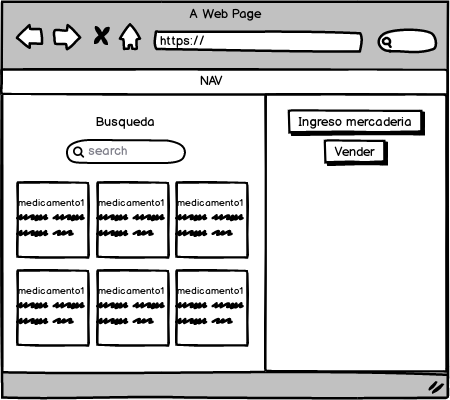 A Web Page
https://
NAV
Busqueda
search
medicamento1 medicamento1 medicamento1
medicamento1 medicamento1 medicamento1
Ingreso mercaderia
Vender